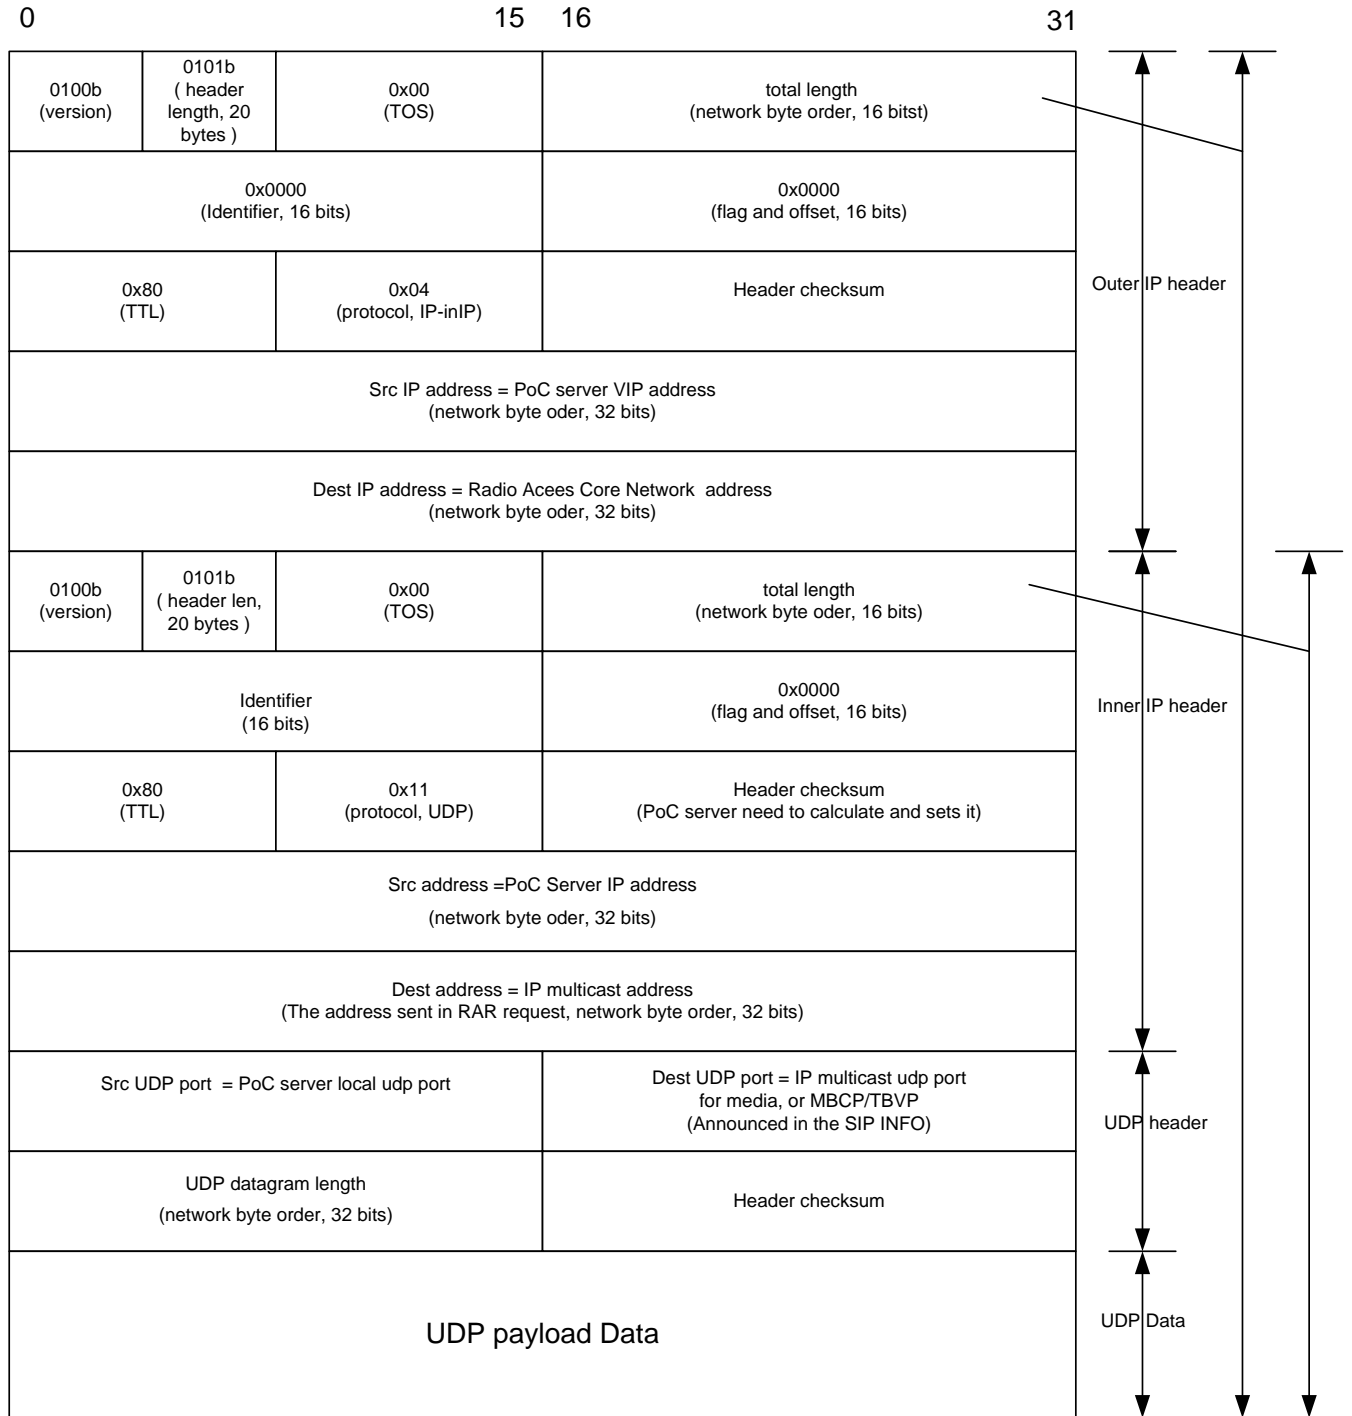 0 15 16 31
0100b
(version)
0101b
( header
length, 20
bytes )
0x00
(TOS)
total length
(network byte order, 16 bitst)
0x0000
(Identifier, 16 bits)
0x0000
(flag and offset, 16 bits)
0x80
(TTL)
0x04
(protocol, IP-inIP)
Header checksum
Outer IP header
Src IP address = PoC server VIP address
(network byte oder, 32 bits)
Dest IP address = Radio Acees Core Network address
(network byte oder, 32 bits)
0100b
(version)
0101b
( header len,
20 bytes )
0x00
(TOS)
total length
(network byte oder, 16 bits)
Identifier
(16 bits)
0x0000
(flag and offset, 16 bits)
Inner IP header
0x80
(TTL)
0x11
(protocol, UDP)
Header checksum
(PoC server need to calculate and sets it)
Src address =PoC Server IP address
(network byte oder, 32 bits)
Dest address = IP multicast address
(The address sent in RAR request, network byte order, 32 bits)
Src UDP port = PoC server local udp port
Dest UDP port = IP multicast udp port
for media, or MBCP/TBVP
(Announced in the SIP INFO)
UDP header
UDP datagram length
(network byte order, 32 bits)
Header checksum
UDP payload Data
UDP Data